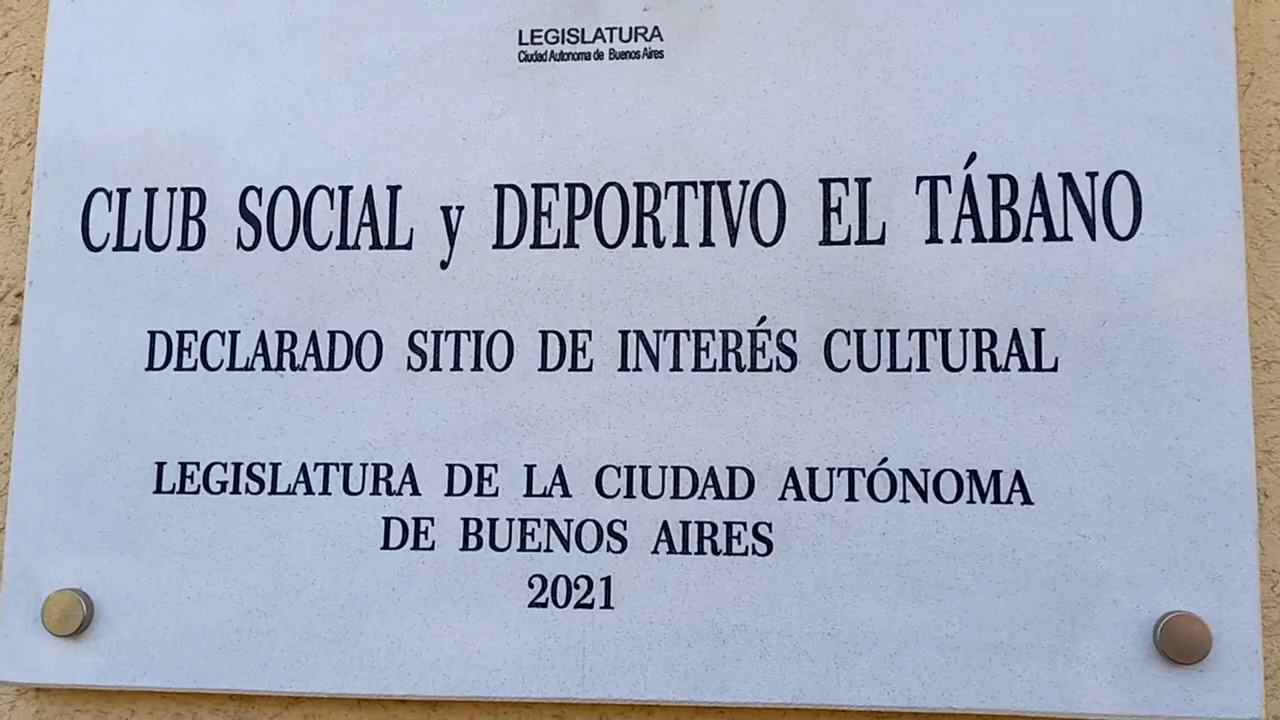 LEGISLATURA
Ciudad Autonoma de Buenos Aires
CLUB SOCIAL y DEPORTIVO EL TÁBANO
DECLARADO SITIO DE INTERÉS CULTURAL
LEGISLATURA DE LA CIUDAD AUTÓNOMA
DE BUENOS AIRES
2021